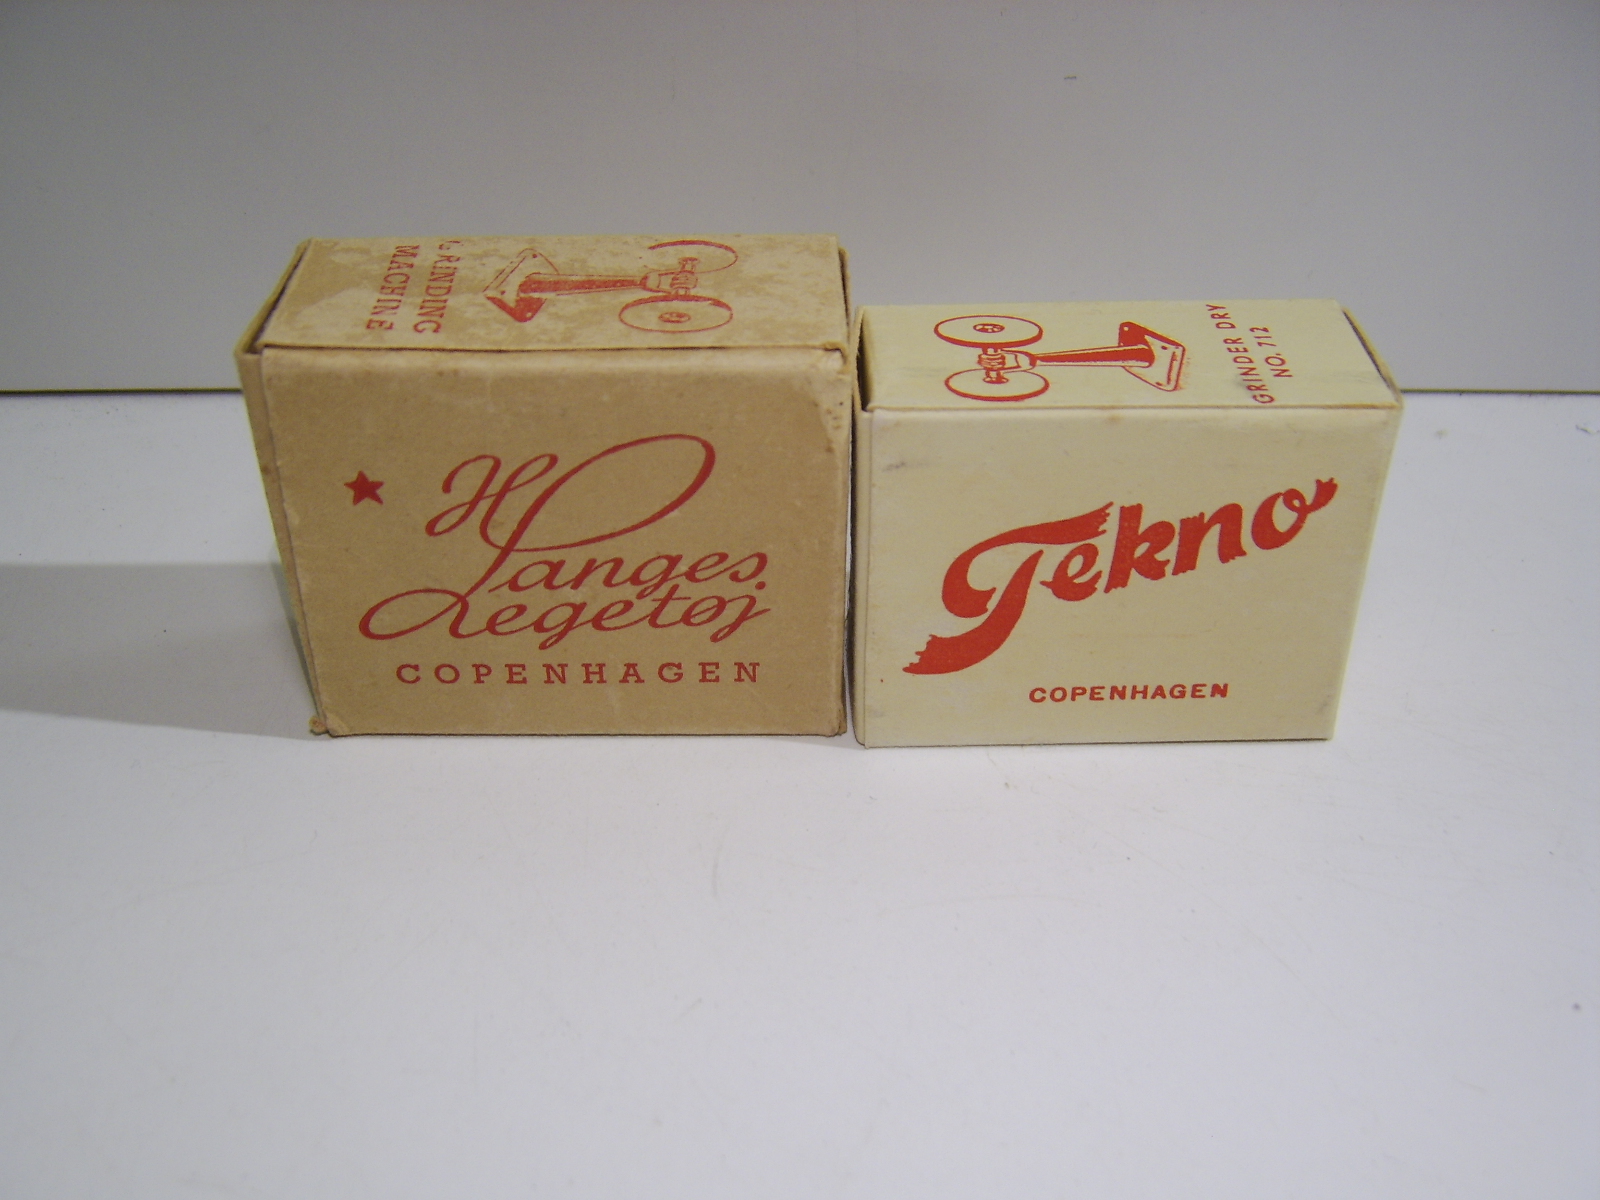 GRINDING
MACHINE
H Langes
Legetøj
COPENHAGEN
GRINDER DRY
NO. 712
Tekno
COPENHAGEN